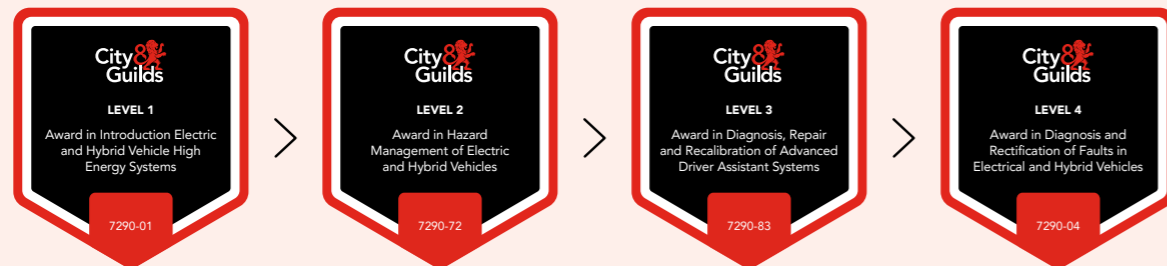 City&
Guilds
LEVEL 1
Award in Introduction Electric
and Hybrid Vehicle High
Energy Systems
7290-01
City&
Guilds
LEVEL 2
Award in Hazard
Management of Electric
and Hybrid Vehicles
7290-72
City&
Guilds
LEVEL 3
Award in Diagnosis, Repair
and Recalibration of Advanced
Driver Assistant Systems
7290-83
City&
Guilds
LEVEL 4
Award in Diagnosis and
Rectification of Faults in
Electrical and Hybrid Vehicles
7290-04